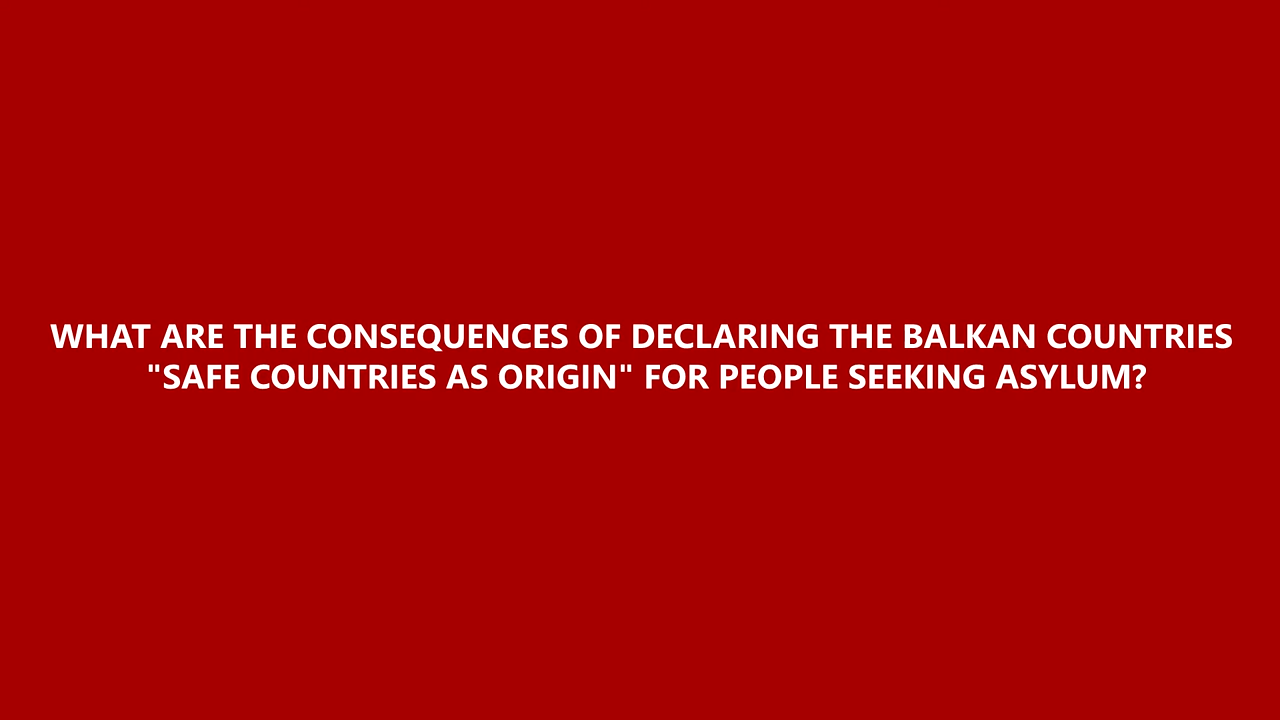 WHAT ARE THE CONSEQUENCES OF DECLARING THE BALKAN COUNTRIES
"SAFE COUNTRIES AS ORIGIN" FOR PEOPLE SEEKING ASYLUM?